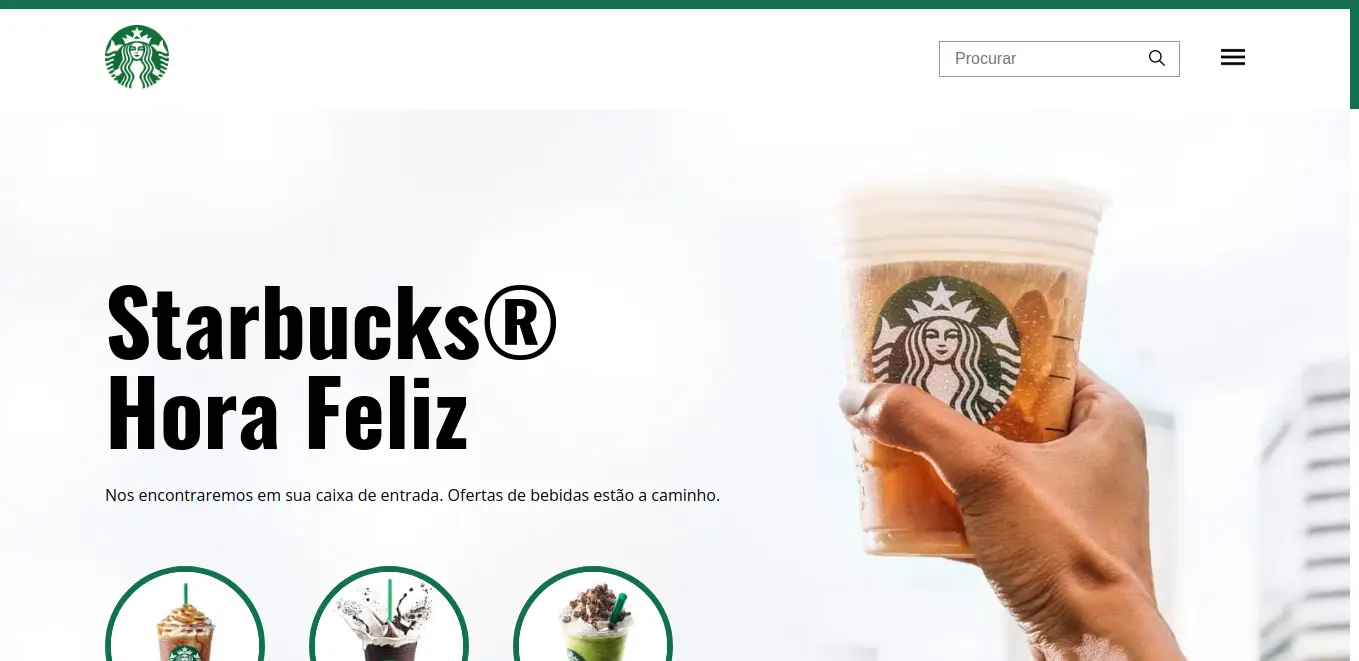 Procurar
Starbucks®
Hora Feliz
Nos encontraremos em sua caixa de entrada. Ofertas de bebidas estão a caminho.